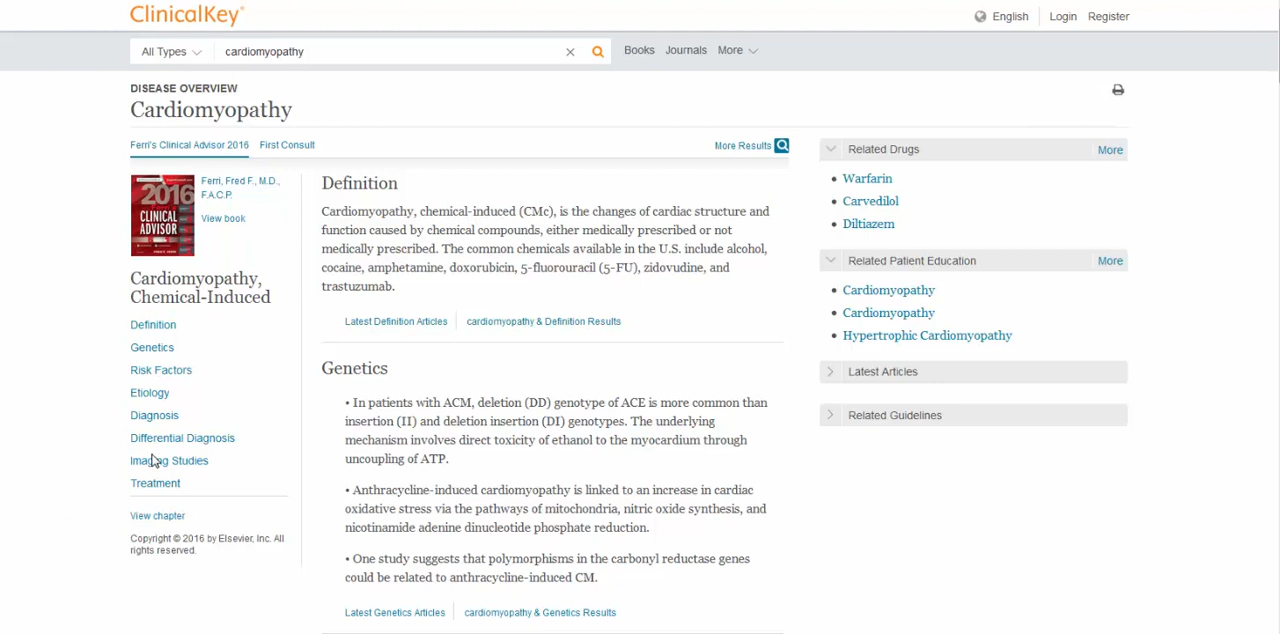 ClinicalKey®
English
Login
Register
All Types
cardiomyopathy
Books
Journals
More
DISEASE OVERVIEW
Cardiomyopathy
Ferri's Clinical Advisor 2016
First Consult
More Results
2016
CLINICAL
ADVISOR
Ferri, Fred F., M.D.,
F.A.C.P.
View book
Cardiomyopathy,
Chemical-Induced
Definition
Genetics
Risk Factors
Etiology
Diagnosis
Differential Diagnosis
Imaging Studies
Treatment
View chapter
Copyright © 2016 by Elsevier, Inc. All
rights reserved.
Definition
Cardiomyopathy, chemical-induced (CMc), is the changes of cardiac structure and
function caused by chemical compounds, either medically prescribed or not
medically prescribed. The common chemicals available in the U.S. include alcohol,
cocaine, amphetamine, doxorubicin, 5-fluorouracil (5-FU), zidovudine, and
trastuzumab.
Latest Definition Articles
cardiomyopathy & Definition Results
Genetics
• In patients with ACM, deletion (DD) genotype of ACE is more common than
insertion (II) and deletion insertion (DI) genotypes. The underlying
mechanism involves direct toxicity of ethanol to the myocardium through
uncoupling of ATP.
• Anthracycline-induced cardiomyopathy is linked to an increase in cardiac
oxidative stress via the pathways of mitochondria, nitric oxide synthesis, and
nicotinamide adenine dinucleotide phosphate reduction.
• One study suggests that polymorphisms in the carbonyl reductase genes
could be related to anthracycline-induced CM.
Latest Genetics Articles
cardiomyopathy & Genetics Results
Related Drugs
More
• Warfarin
• Carvedilol
• Diltiazem
Related Patient Education
More
• Cardiomyopathy
• Cardiomyopathy
• Hypertrophic Cardiomyopathy
Latest Articles
Related Guidelines